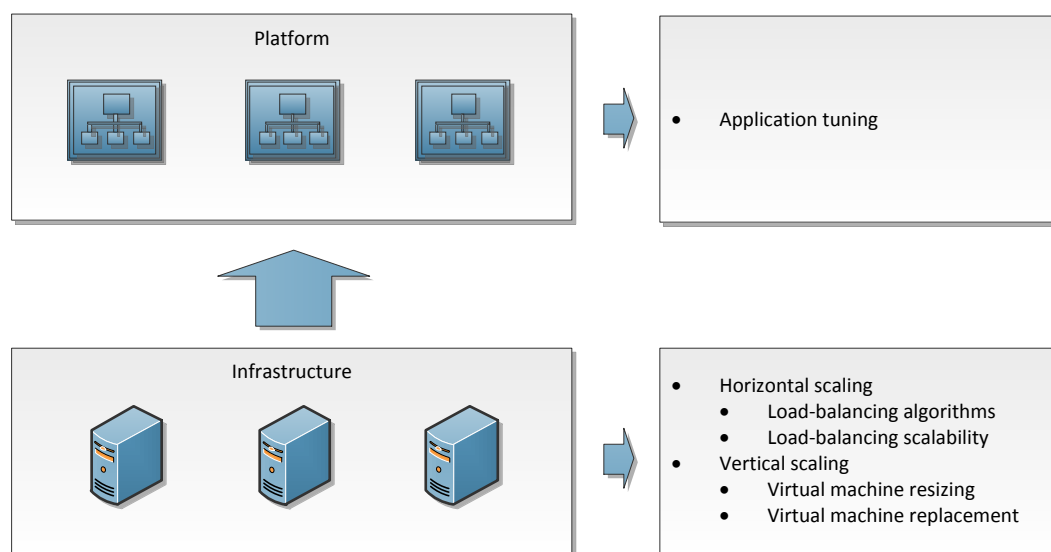 Platform
• Application tuning
Infrastructure
• Horizontal scaling
• Load-balancing algorithms
• Load-balancing scalability
• Vertical scaling
• Virtual machine resizing
• Virtual machine replacement